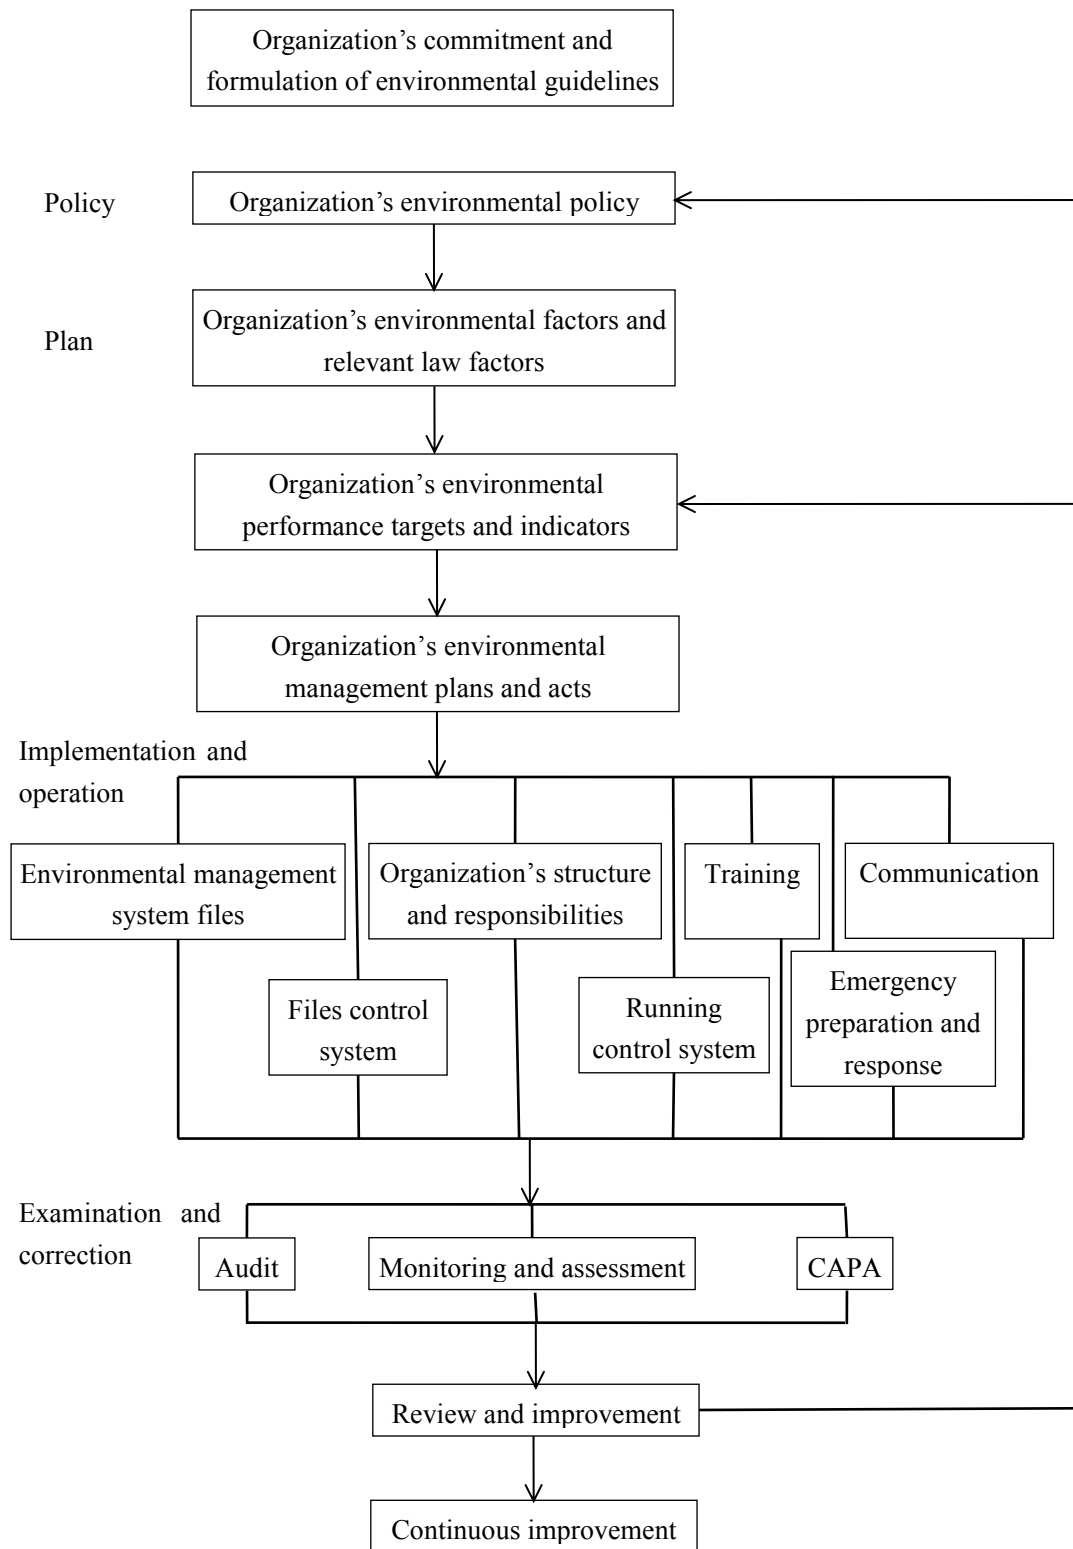 Organization’s commitment and
formulation of environmental guidelines
Policy
Organization’s environmental policy
Plan
Organization’s environmental factors and
relevant law factors
Organization’s environmental
performance targets and indicators
Organization’s environmental
management plans and acts
Implementation and
operation
Environmental management
system files
Organization’s structure
and responsibilities
Training
Communication
Files control
system
Running
control system
Emergency
preparation and
response
Examination and
correction
Audit
Monitoring and assessment
CAPA
Review and improvement
Continuous improvement